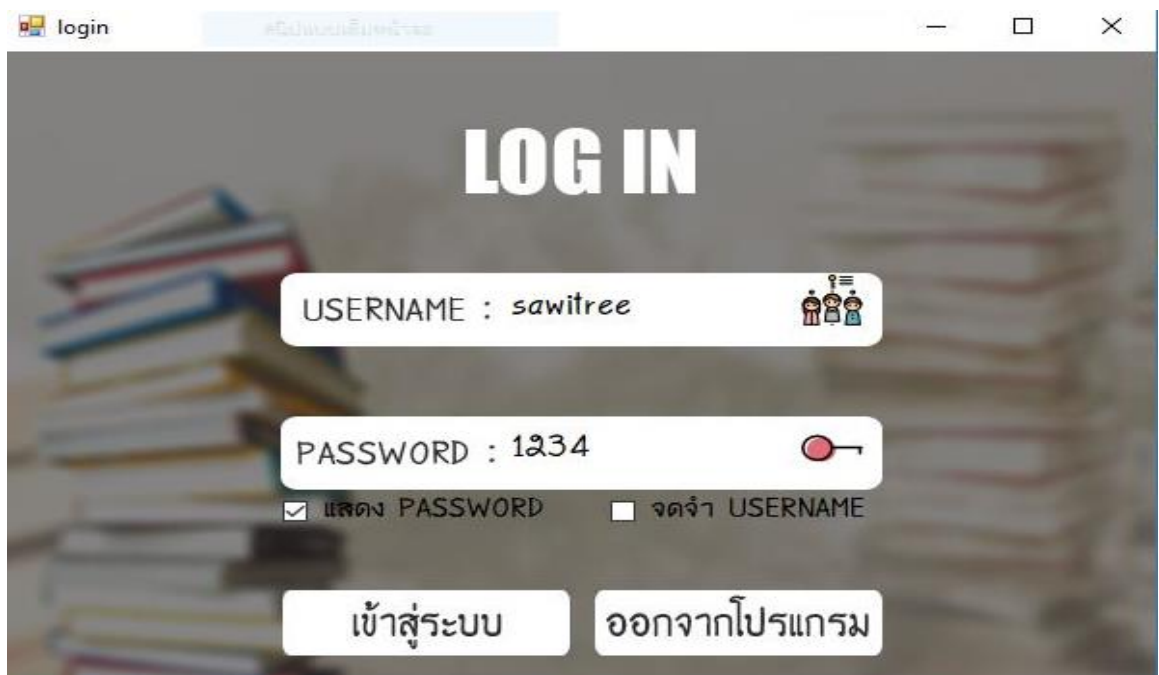 login
LOG IN
USERNAME : sawitree
PASSWORD : 1234
แสดง PASSWORD จดจำ USERNAME
เข้าสู่ระบบ ออกจากโปรแกรม